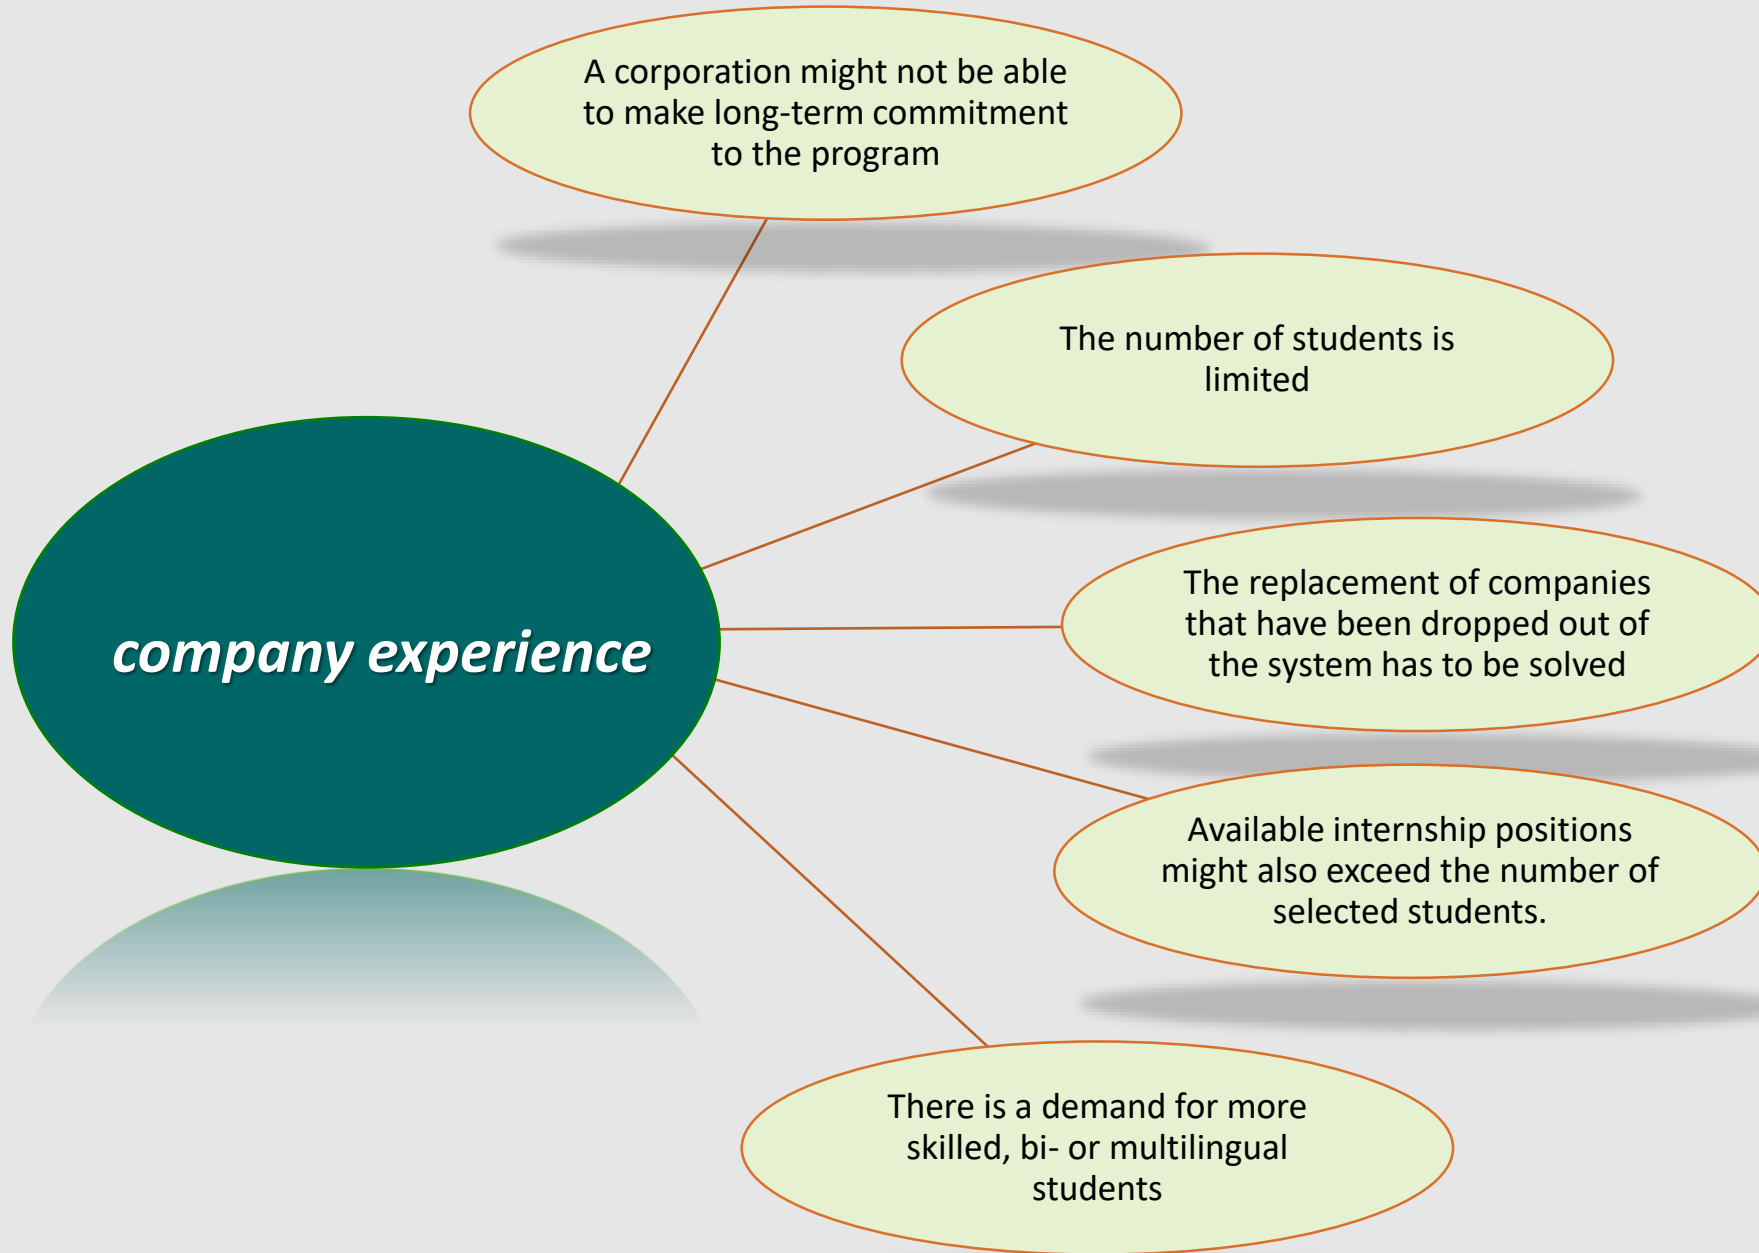 A corporation might not be able
to make long-term commitment
to the program
The number of students is
limited
company experience
The replacement of companies
that have been dropped out of
the system has to be solved
Available internship positions
might also exceed the number of
selected students.
There is a demand for more
skilled, bi- or multilingual
students